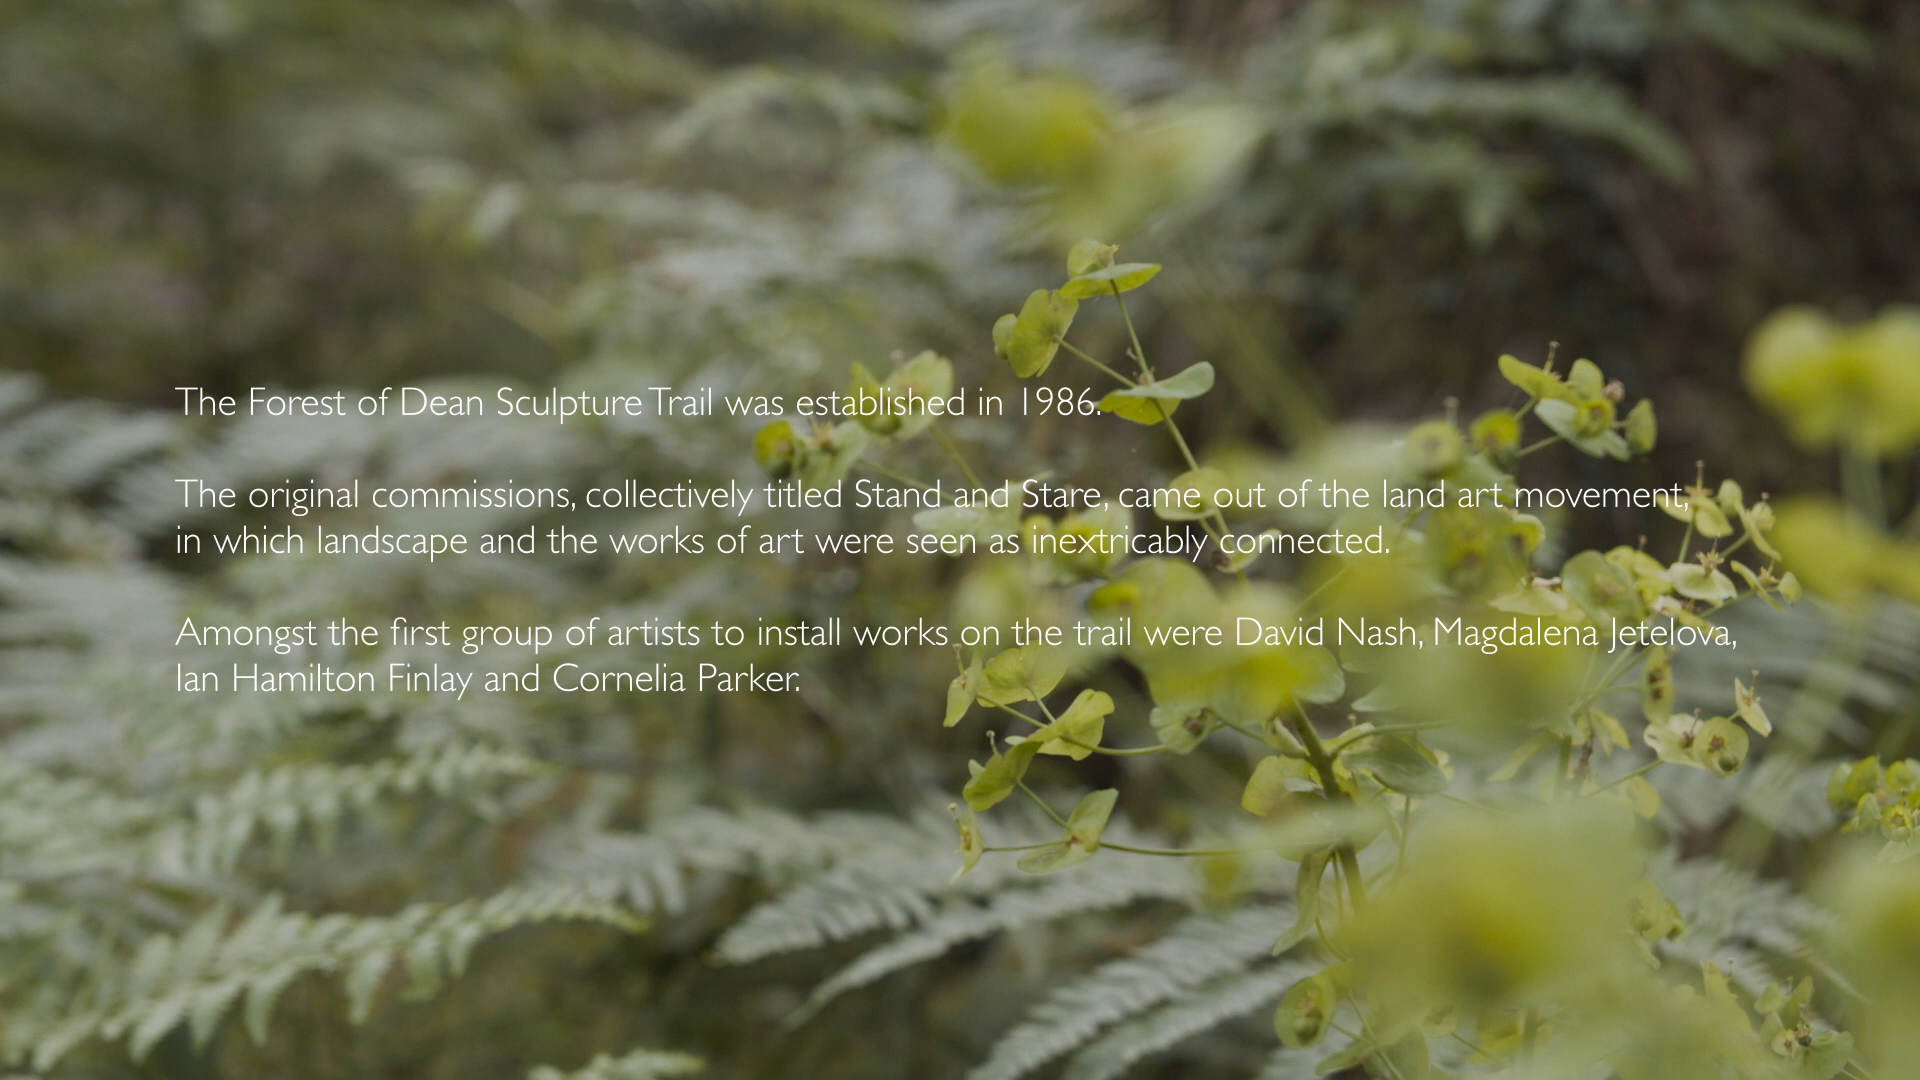 The Forest of Dean Sculpture Trail was established in 1986.
The original commissions, collectively titled Stand and Stare, came out of the land art movement,
in which landscape and the works of art were seen as inextricably connected.
Amongst the first group of artists to install works on the trail were David Nash, Magdalena Jetelova,
Ian Hamilton Finlay and Cornelia Parker.